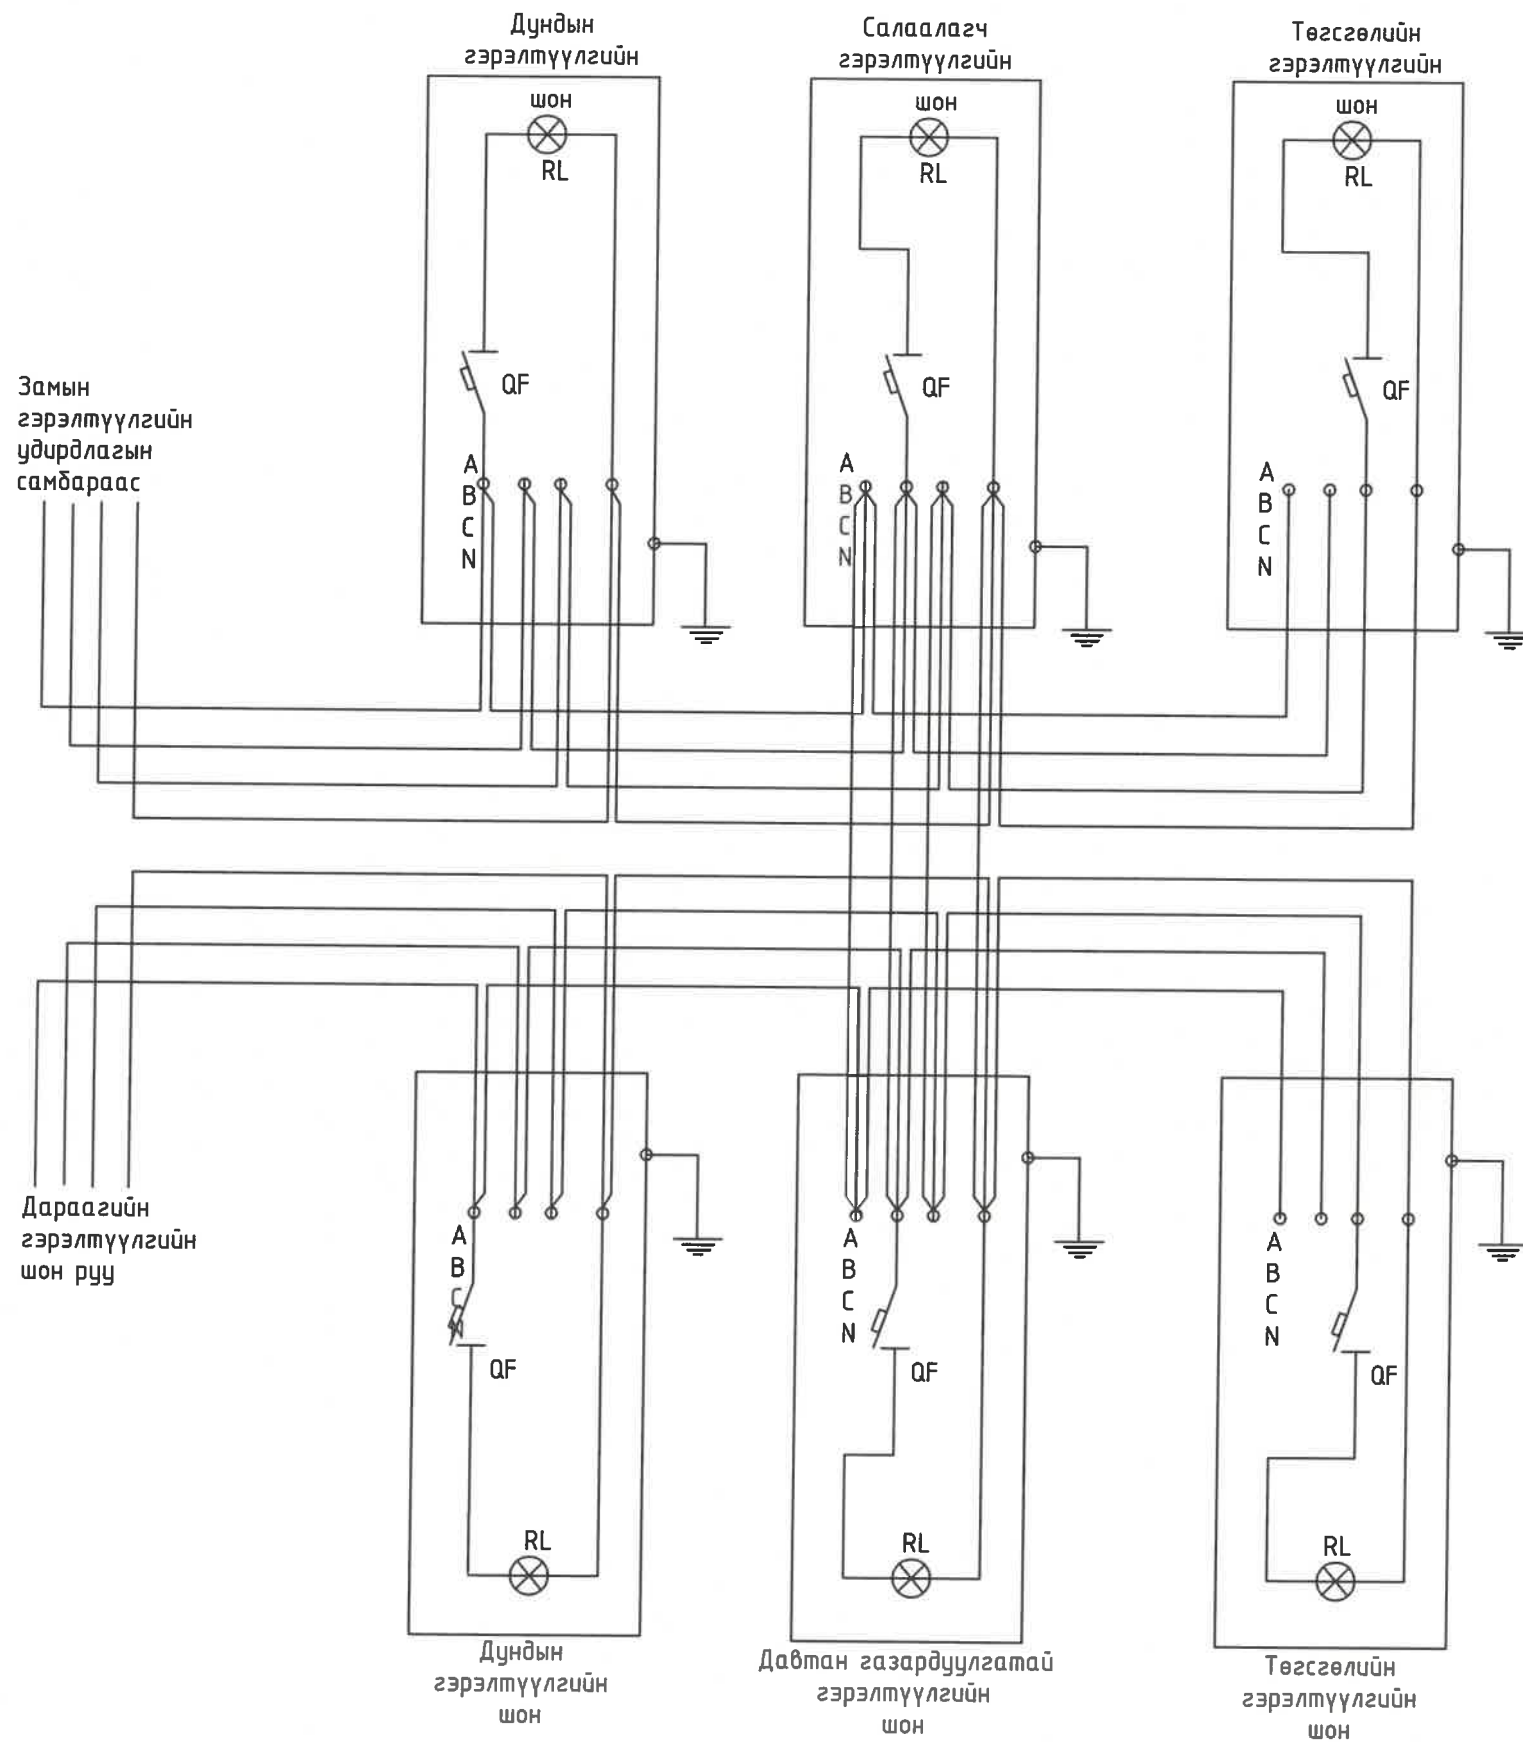 Дундын
гэрэлтүүлгийн
шон
RL
QF
A
B
C
N
Салаалагч
гэрэлтүүлгийн
шон
RL
QF
A
B
C
N
Төгсгөлийн
гэрэлтүүлгийн
шон
RL
QF
A
B
C
N
Замын
гэрэлтүүлгийн
удирдлагын
самбараас
Дараагийн
гэрэлтүүлгийн
шон руу
A
B
C
N
QF
RL
Дундын
гэрэлтүүлгийн
шон
A
B
C
N
QF
RL
Давтан газардуулгатай
гэрэлтүүлгийн
шон
A
B
C
N
QF
RL
Төгсгөлийн
гэрэлтүүлгийн
шон